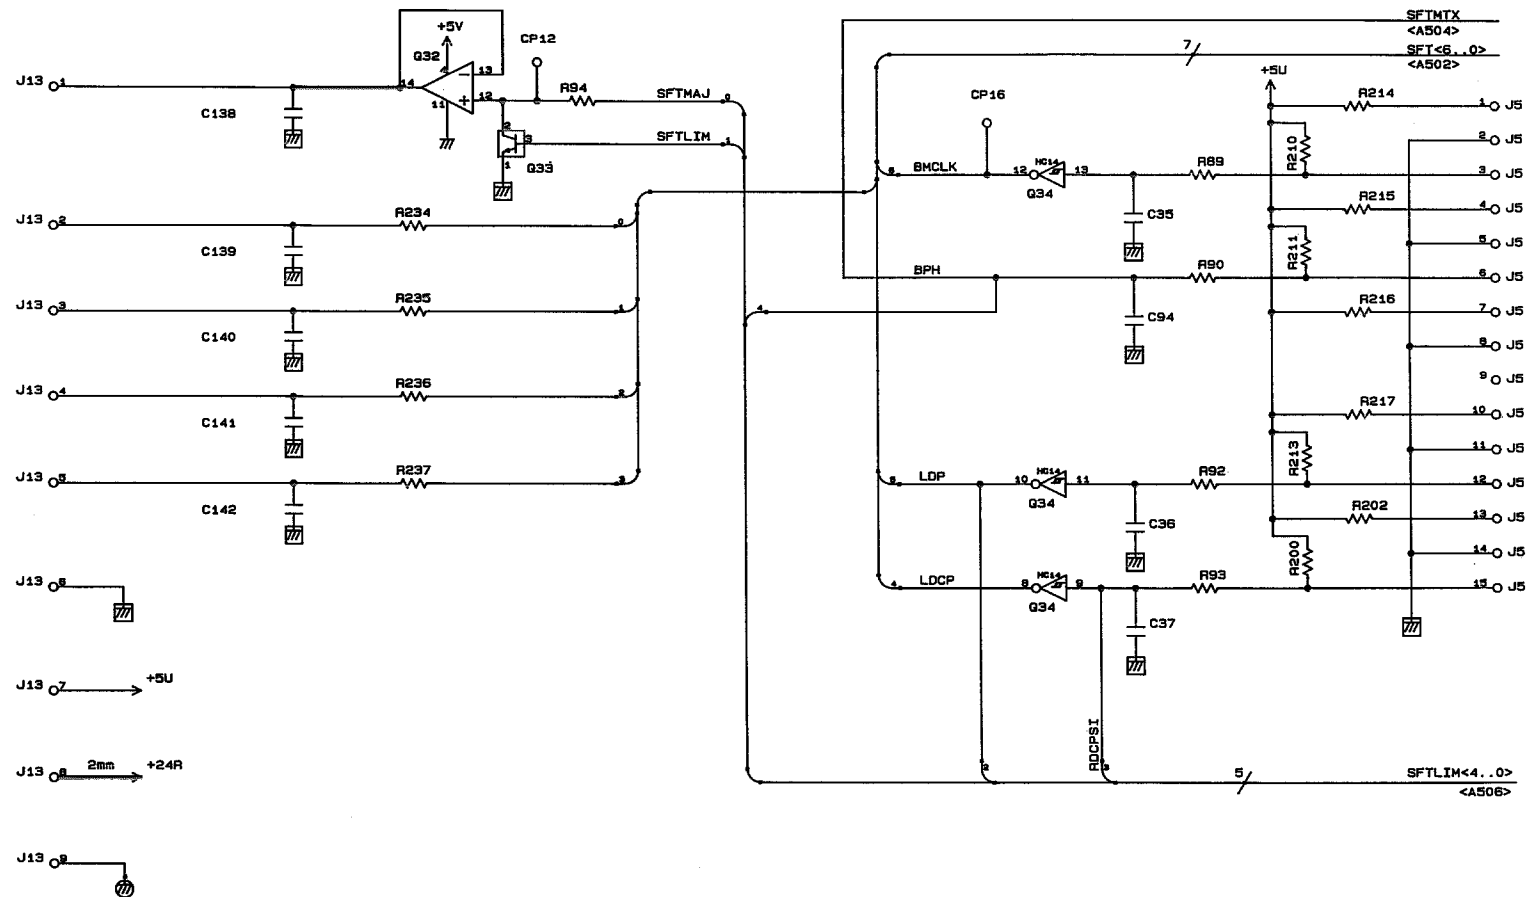 SFTMTX
<A504>
7
SFT<6..0>
<A502>
+5V
Q32
4
13
14
11
12
CP12
R94
SFTMAJ
0
SFTLIM
1
2
3
1
Q33
J13 1
C138
+5U
R214
1 J5
CP16
R210
2 J5
BMCLK
6
12
HC14
Q34
13
R89
3 J5
C35
R215
4 J5
J13 2
R234
0
C139
R211
5 J5
BPH
R90
6 J5
C94
4
R216
7 J5
J13 3
R235
1
C140
8 J5
9 J5
J13 4
R236
2
C141
R217
10 J5
R213
11 J5
J13 5
R237
3
C142
5
LDP
10
HC14
Q34
11
R92
12 J5
C36
R202
13 J5
R200
14 J5
J13 6
4
LDCP
8
HC14
Q34
9
R93
15 J5
C37
J13 7
+5U
RDCPSI
J13 8
2mm
+24R
2
3
5
SFTLIM<4..0>
<A506>
J13 9